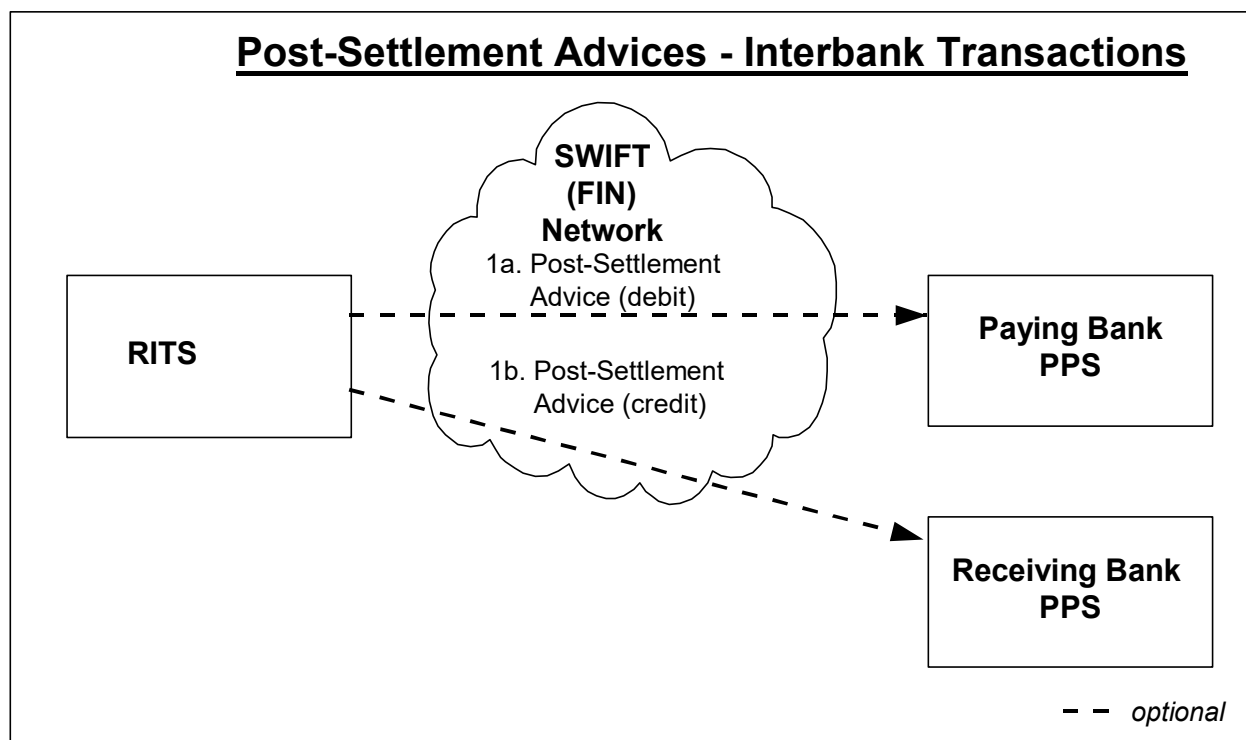 Post-Settlement Advices - Interbank Transactions
SWIFT
(FIN)
Network
1a. Post-Settlement
Advice (debit)
RITS
Paying Bank
PPS
1b. Post-Settlement
Advice (credit)
Receiving Bank
PPS
optional